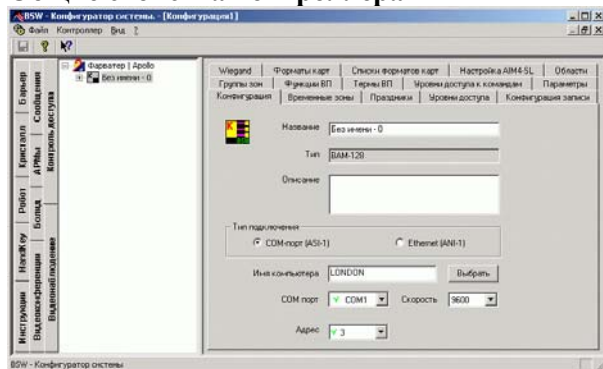 BSW - Конфигуратор системы. - [Конфигурация1]
Файл Контроллер Вид ?
Барьер
Сообщения
Контроль доступа
Кристалл
АРМы
Робот
Болид
HandKey
Видеоконференция
Видеонаблюдение
Инструкции
Фарватер | Apollo
Без имени - 0
Wiegand Форматы карт Списки форматов карт Настройка AIM4-SL Области
Группы зон Функции ВП Термы ВП Уровни доступа к командам Параметры
Конфигурация Временные зоны Праздники Уровни доступа Конфигурация записи
Название Без имени - 0
Тип BAM-128
Описание
Тип подключения
COM-порт (ASI-1) Ethernet (ANI-1)
Имя компьютера LONDON Выбрать
COM порт COM1 Скорость 9600
Адрес 3
BSW - Конфигуратор системы